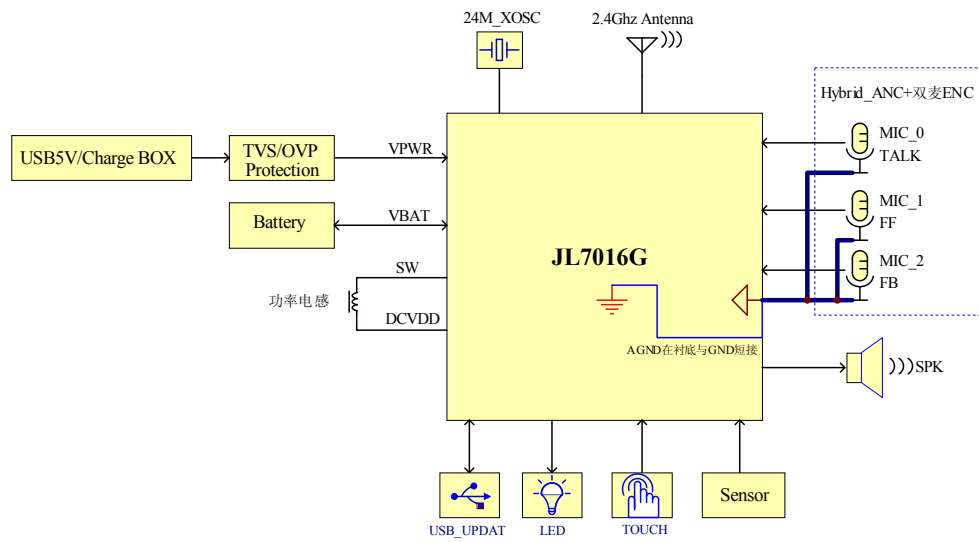 24M_XOSC
2.4Ghz Antenna
Hybrid_ANC+双麦ENC
MIC_0
TALK
USB5V/Charge BOX
TVS/OVP
Protection
VPWR
MIC_1
FF
Battery
VBAT
JL7016G
MIC_2
FB
SW
功率电感
DCVDD
AGND在衬底与GND短接
SPK
Sensor
USB_UPDAT
LED
TOUCH